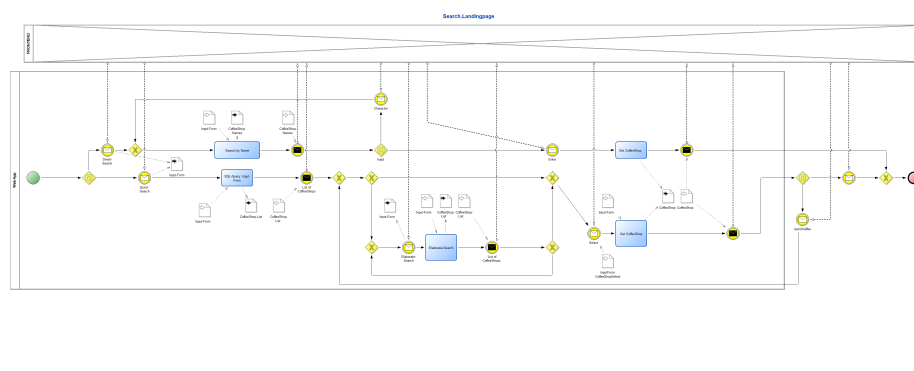 Search.Landingpage
FRONTEND
Web App
Character
Input-Form
CoffeeShop
Names
CoffeeShop
Names
Search by Name
Input
Enter
Get CoffeeShop
Search
Input-Form
Query-
Search
SQL-Query: Input-
Form
List of
CoffeeShops
Input-Form
CoffeeShop List
CoffeeShop
List
Input-Form
Input-Form
CoffeeShop
List
CoffeeShop
List
Input-Form
CoffeeShop
CoffeeShop
Elaborate
Search
Elaborate-Search
List of
CoffeeShops
Select
Get CoffeeShop
Input-Form
CoffeeShopSelect